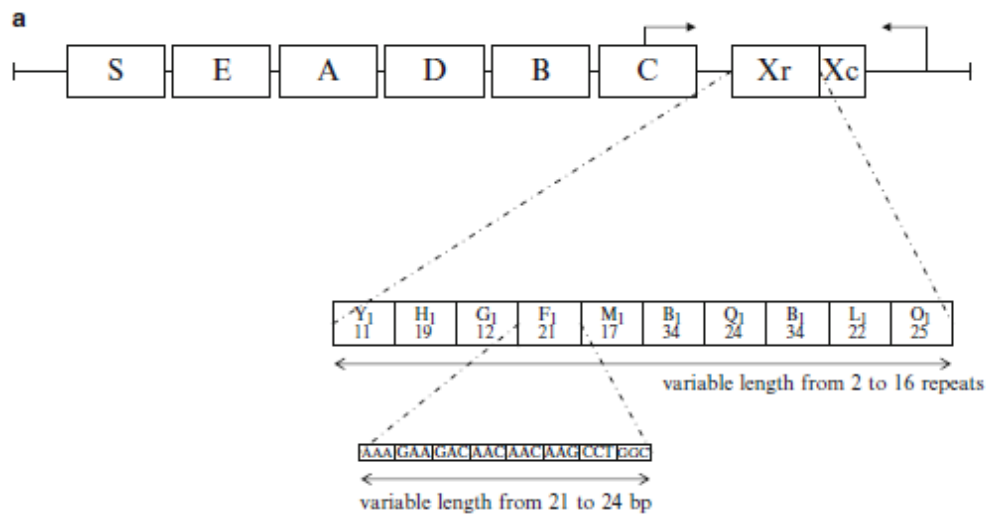 a
S E A D B C Xr Xc
Y1 H1 G1 F1 M1 B1 Q1 B1 L1 O1
11 19 12 21 17 34 24 34 22 25
variable length from 2 to 16 repeats
AAA GAA GAC AAC AAC AAG CCT GGC
variable length from 21 to 24 bp